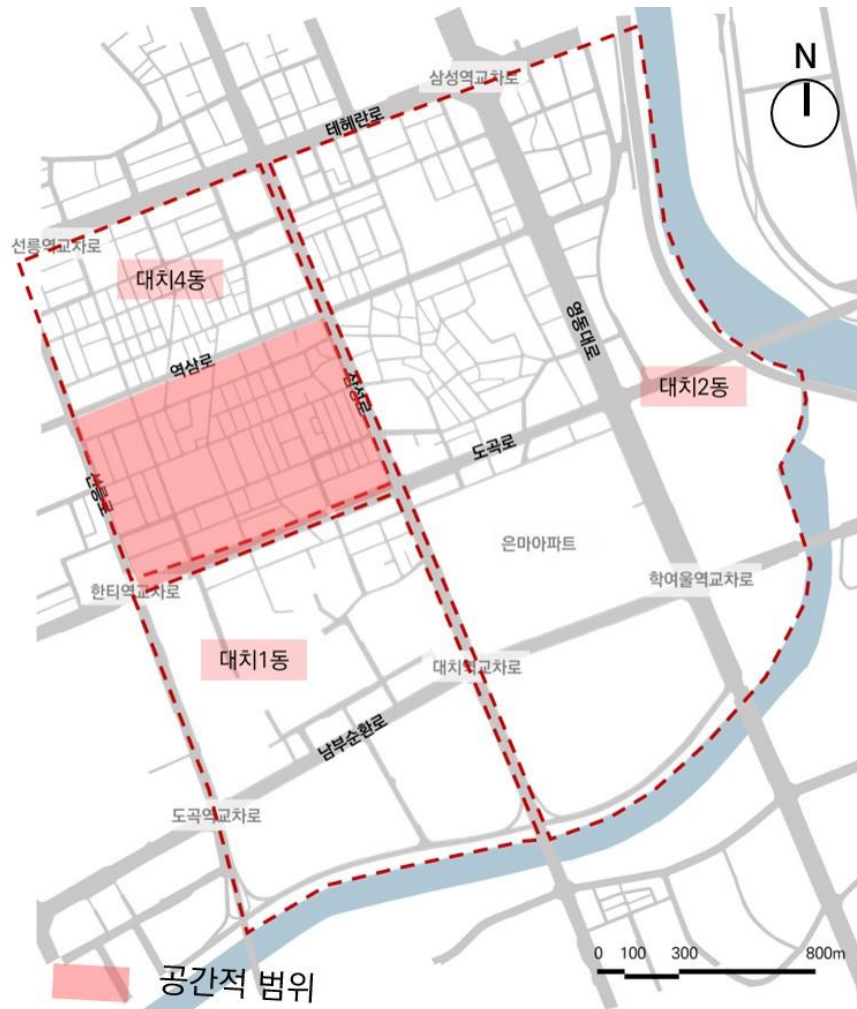 N
삼성역교차로
테헤란로
선릉역교차로
대치4동
영동대로
역삼로
삼성로
대치2동
도곡로
선릉로
은마아파트
학여울역교차로
한티역교차로
대치1동
대치역교차로
남부순환로
도곡역교차로
0 100 300 800m
공간적 범위